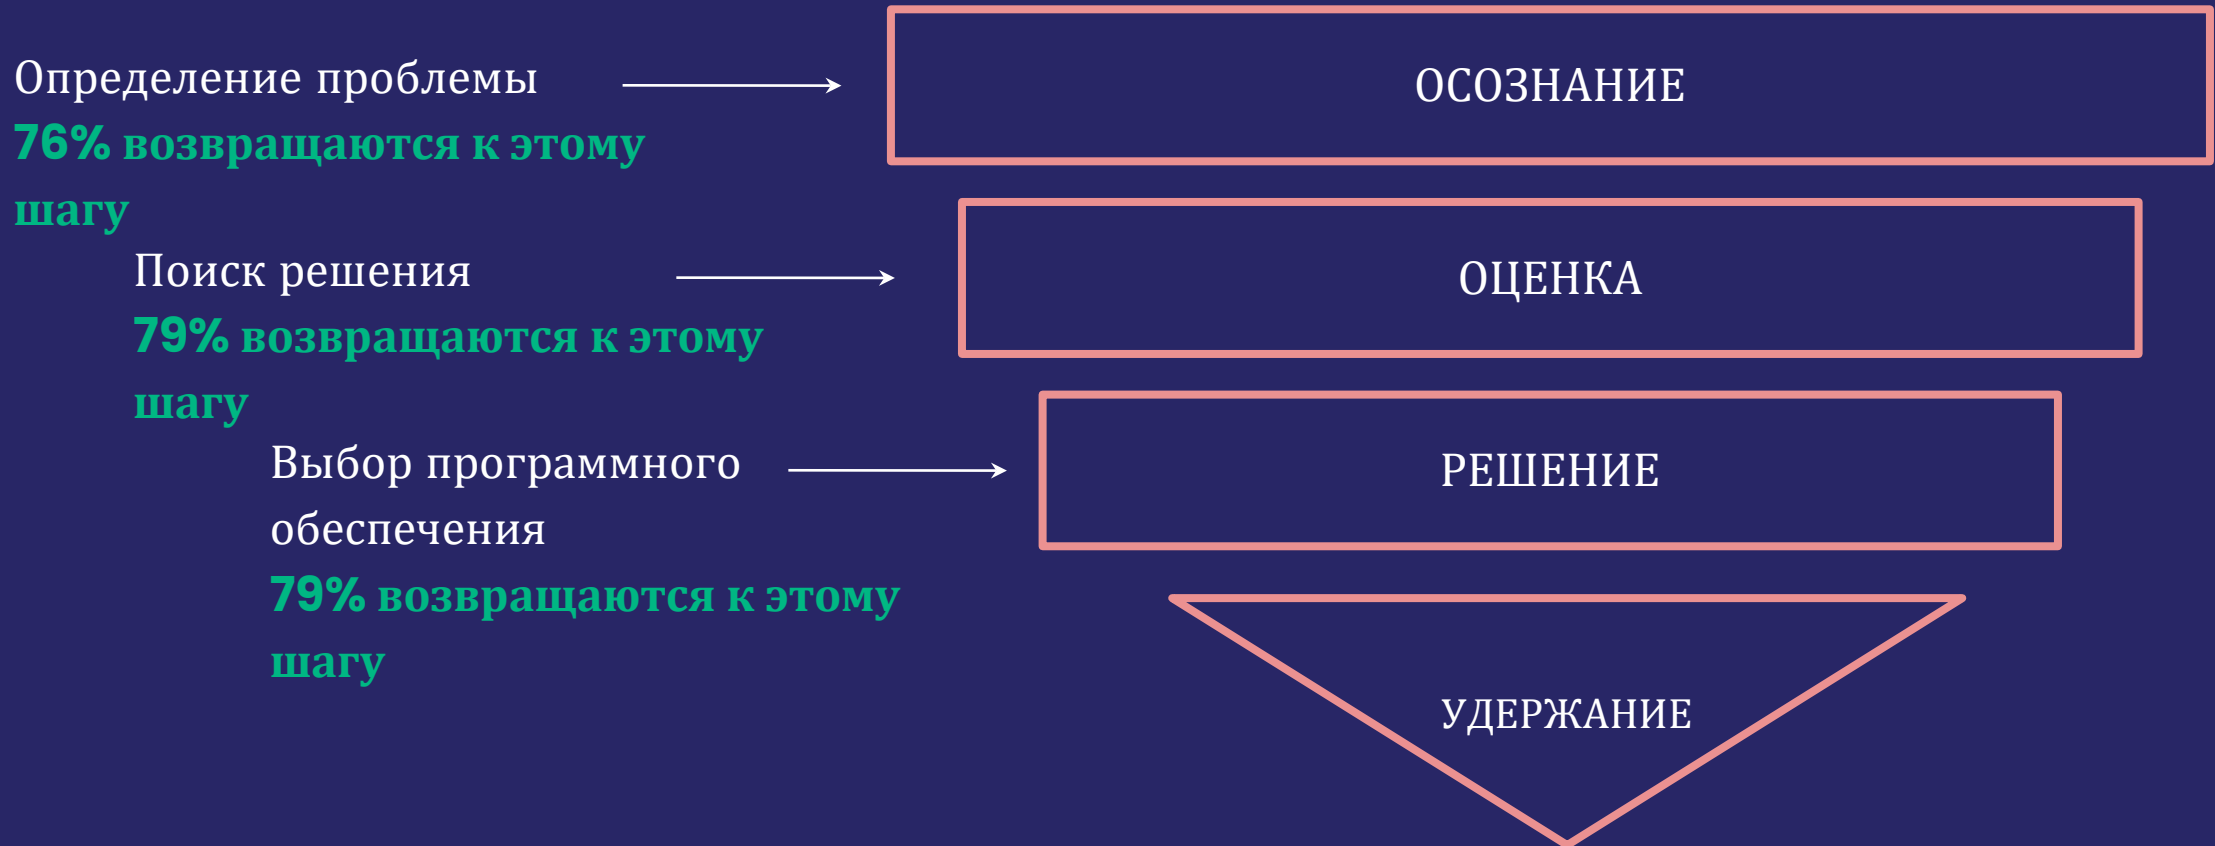 Определение проблемы
76% возвращаются к этому
шагу
ОСОЗНАНИЕ
Поиск решения
79% возвращаются к этому
шагу
ОЦЕНКА
Выбор программного
обеспечения
79% возвращаются к этому
шагу
РЕШЕНИЕ
УДЕРЖАНИЕ